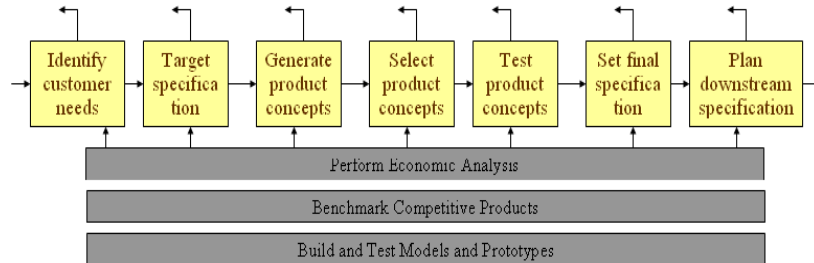 Identify
customer
needs
Target
specifica
tion
Generate
product
concepts
Select
product
concepts
Test
product
concepts
Set final
specifica
tion
Plan
downstream
specification
Perform Economic Analysis
Benchmark Competitive Products
Build and Test Models and Prototypes